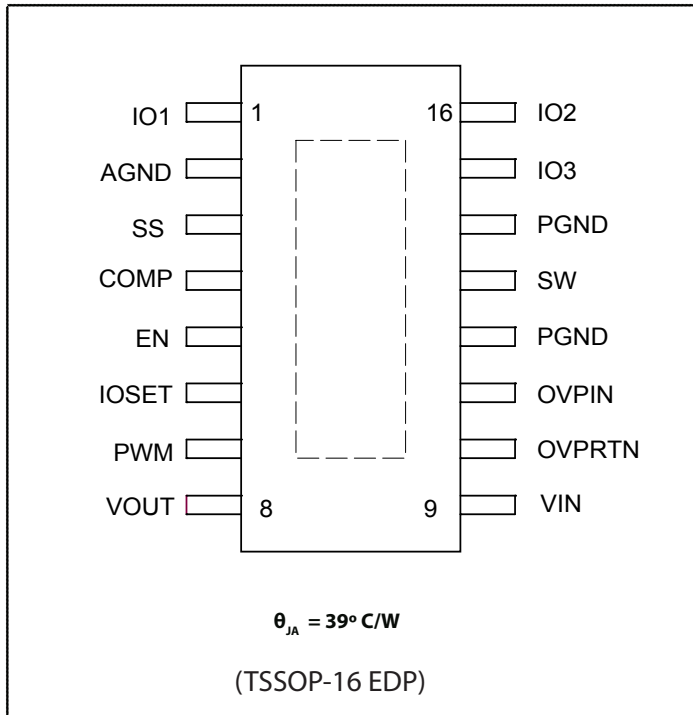 IO1 1 16 IO2
AGND IO3
SS PGND
COMP SW
EN PGND
IOSET OVPIN
PWM OVPRTN
VOUT 8 9 VIN
θJA = 39º C/W
(TSSOP-16 EDP)